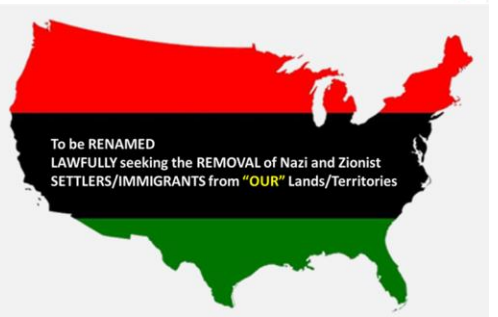 To be RENAMED
LAWFULLY seeking the REMOVAL of Nazi and Zionist
SETTLERS/IMMIGRANTS from “OUR” Lands/Territories